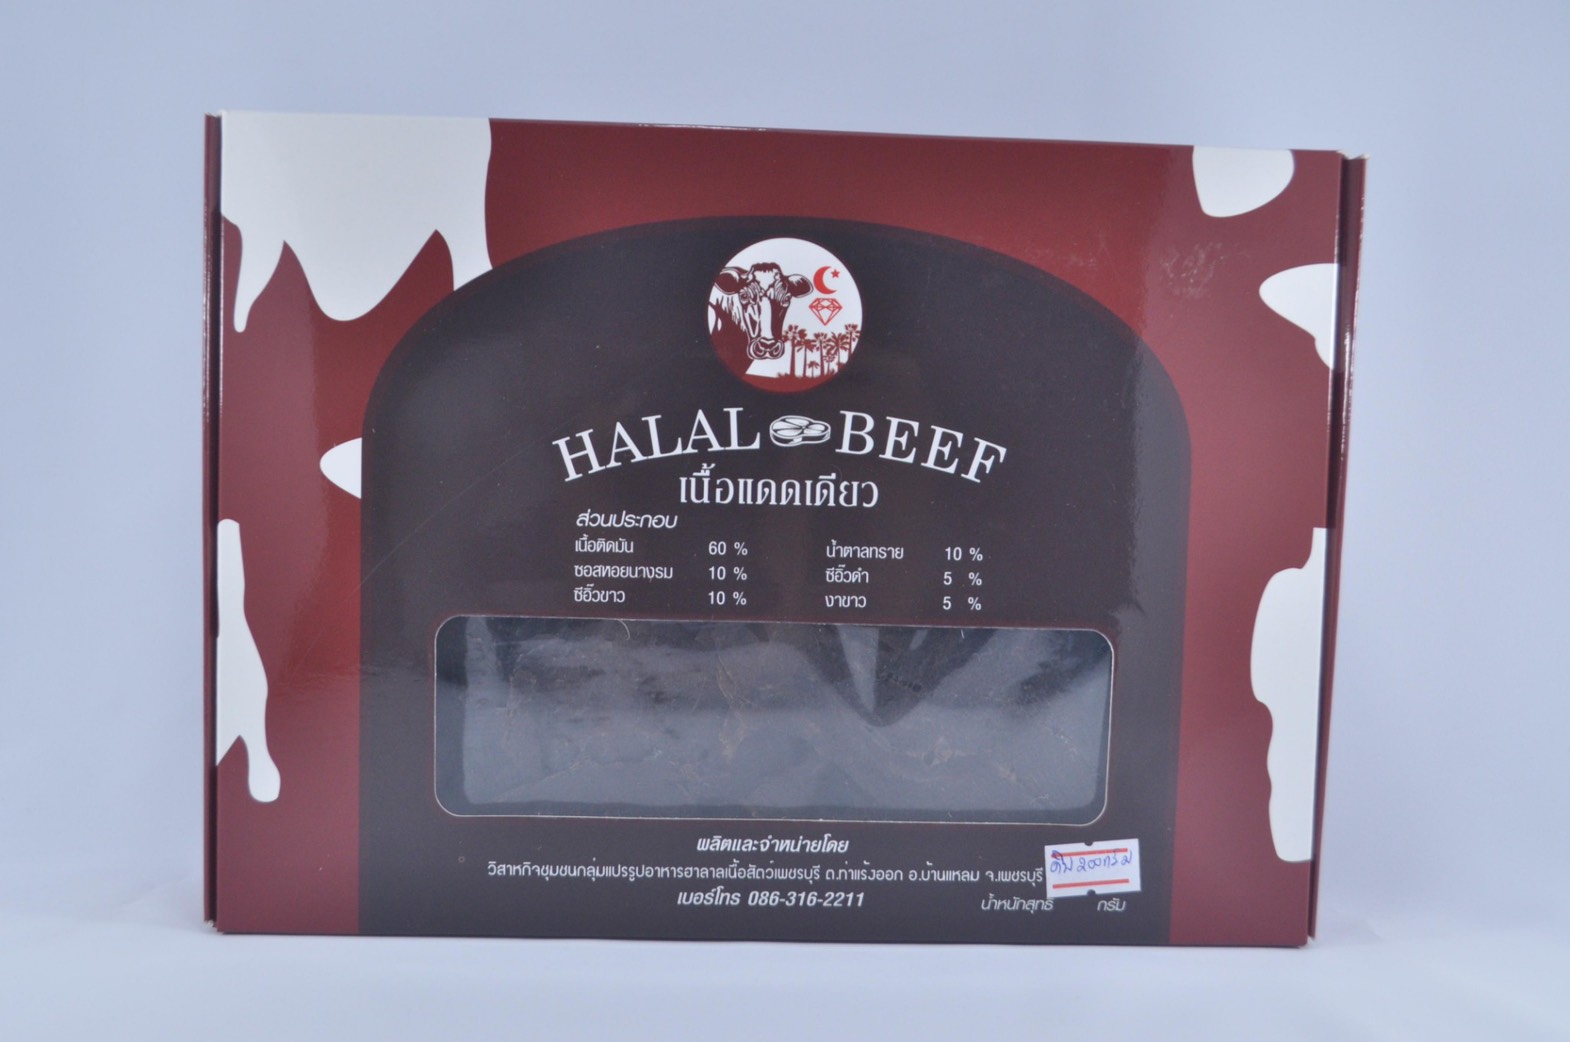 HALAL BEEF
เนื้อแดดเดียว
ส่วนประกอบ
เนื้อติดมัน 60 % น้ำตาลทราย 10 %
ซอสหอยนางรม 10 % ซีอิ๊วดำ 5 %
ซีอิ๊วขาว 10 % งาขาว 5 %
ผลิตและจำหน่ายโดย
วิสาหกิจชุมชนกลุ่มแปรรูปอาหารฮาลาลเนื้อสัตว์เพชรบุรี ต.ท่าแร้งออก อ.บ้านแหลม จ.เพชรบุรี
ดิบ 200 กรัม
เบอร์โทร 086-316-2211
น้ำหนักสุทธิ กรัม